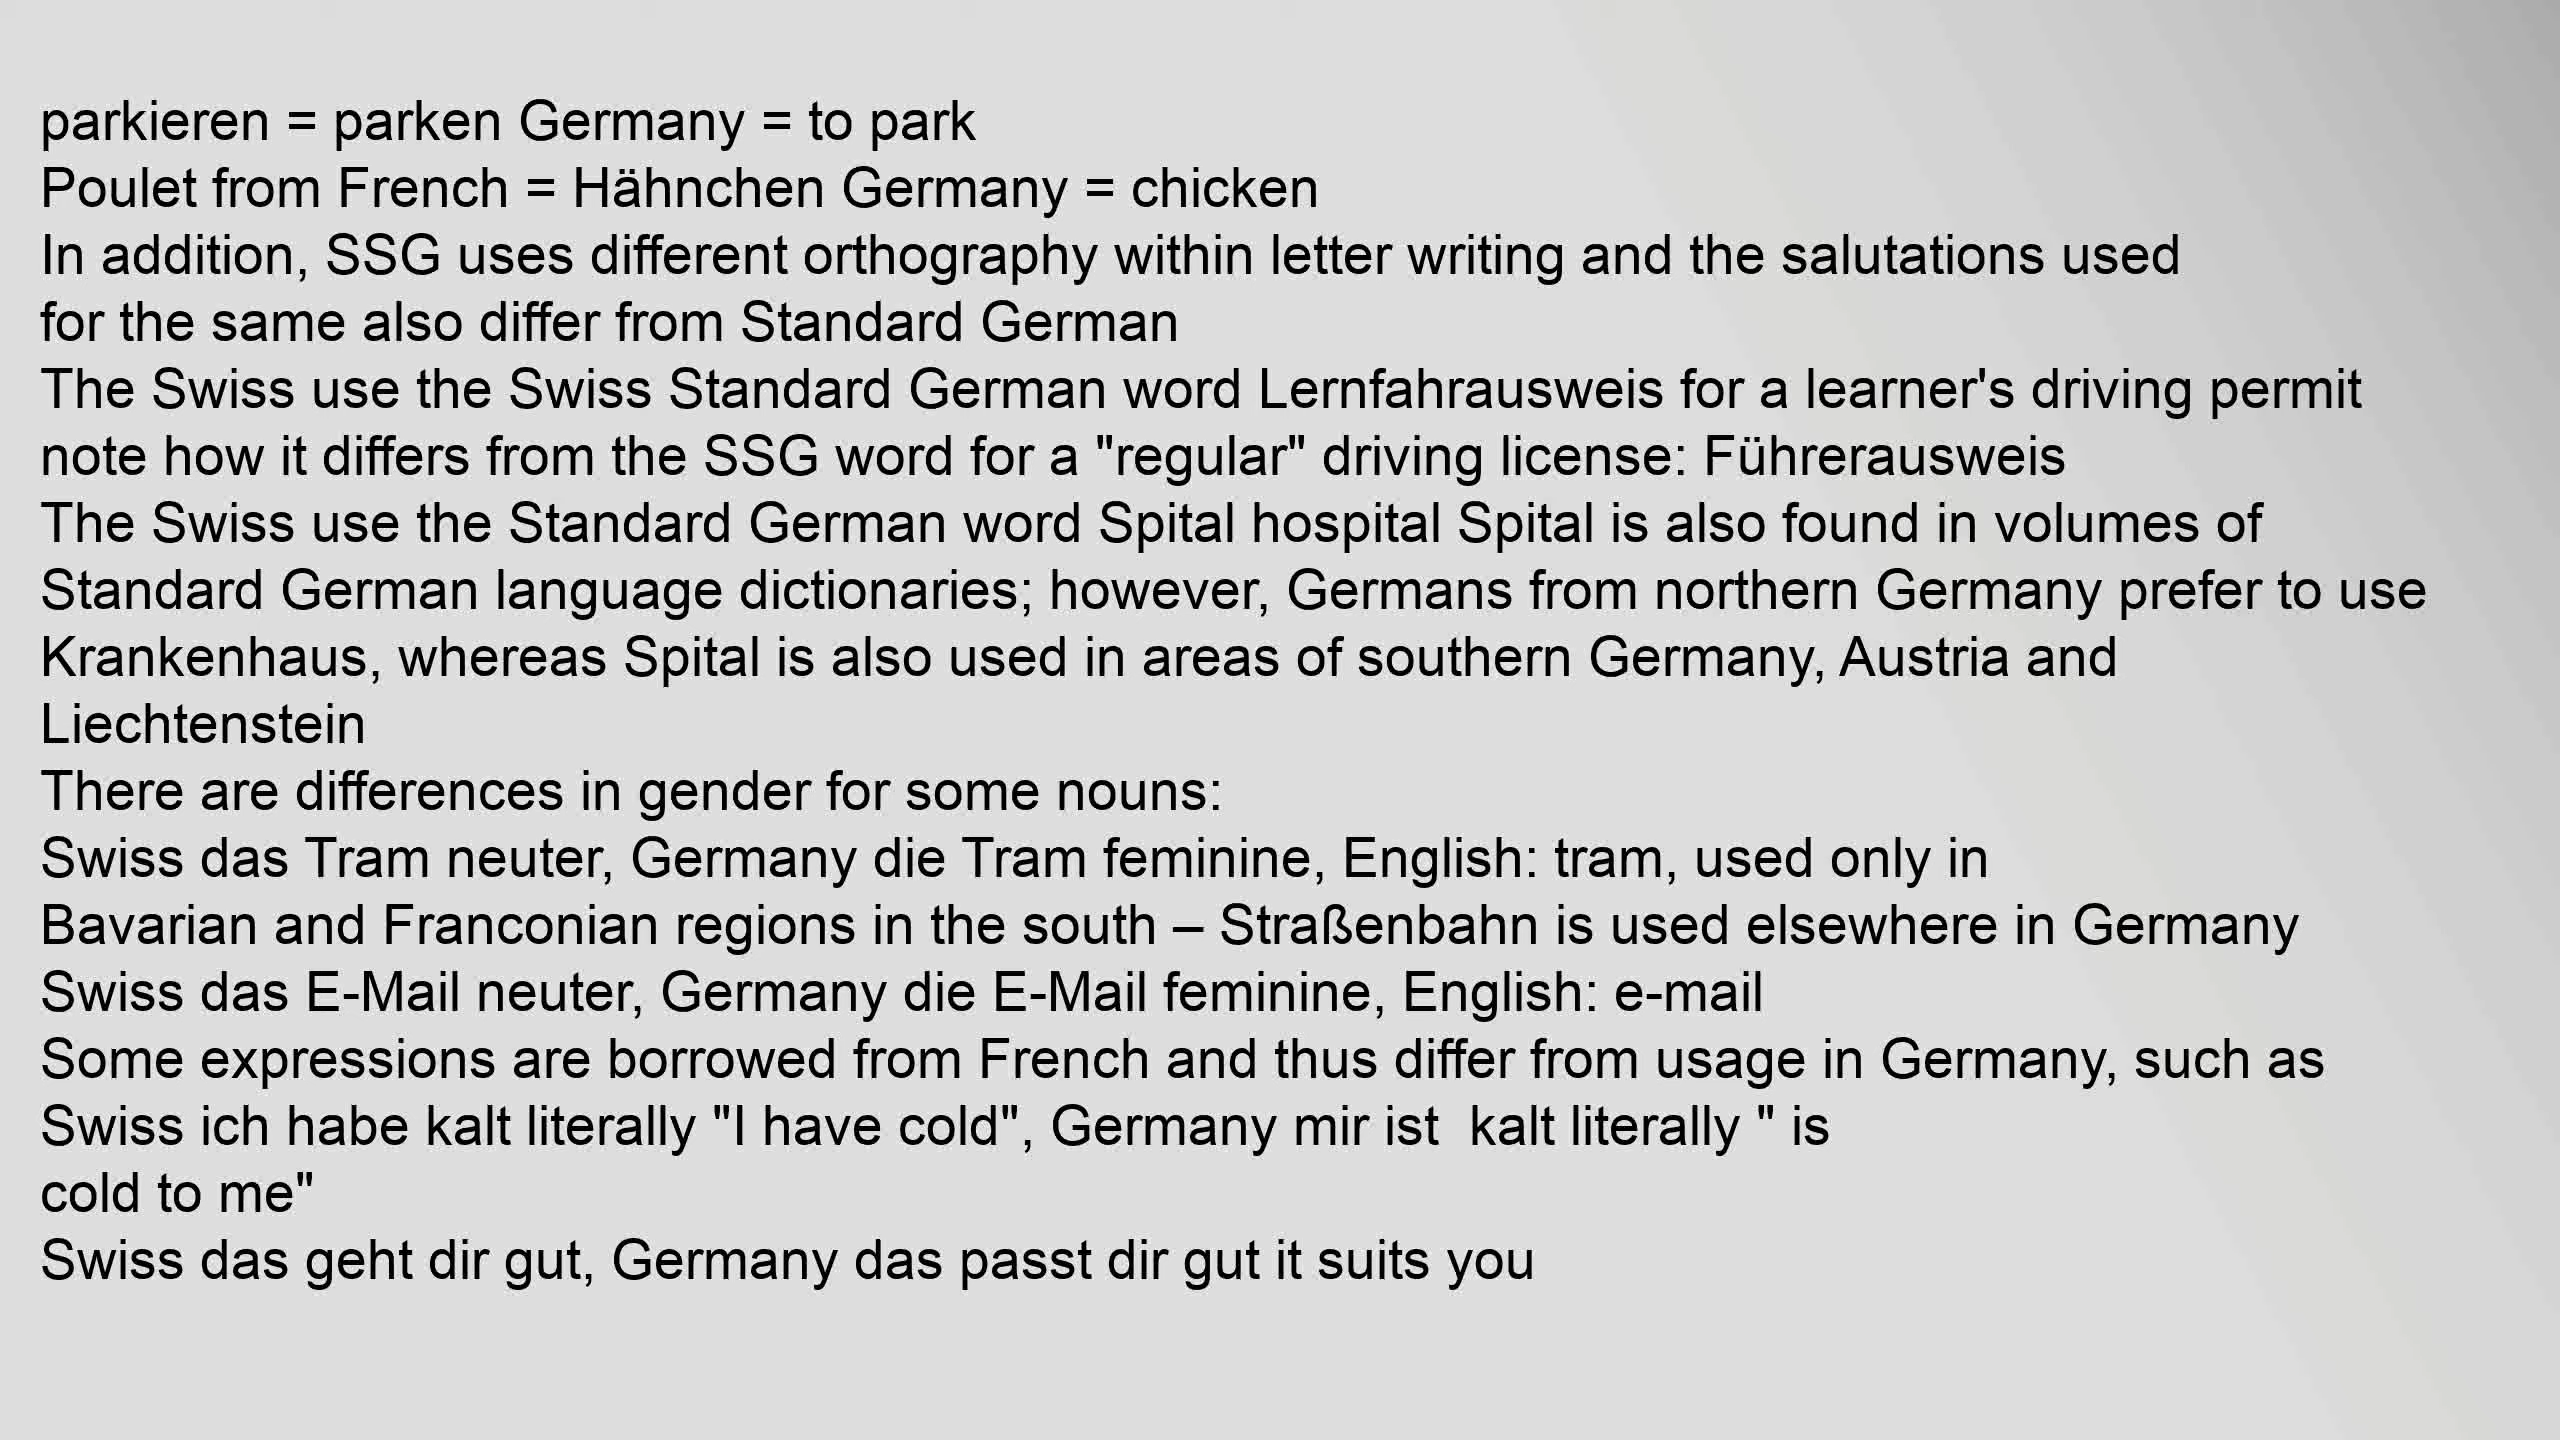 parkieren = parken Germany = to park
Poulet from French = Hähnchen Germany = chicken
In addition, SSG uses different orthography within letter writing and the salutations used
for the same also differ from Standard German
The Swiss use the Swiss Standard German word Lernfahrausweis for a learner's driving permit
note how it differs from the SSG word for a "regular" driving license: Führerausweis
The Swiss use the Standard German word Spital hospital Spital is also found in volumes of
Standard German language dictionaries; however, Germans from northern Germany prefer to use
Krankenhaus, whereas Spital is also used in areas of southern Germany, Austria and
Liechtenstein
There are differences in gender for some nouns:
Swiss das Tram neuter, Germany die Tram feminine, English: tram, used only in
Bavarian and Franconian regions in the south – Straßenbahn is used elsewhere in Germany
Swiss das E-Mail neuter, Germany die E-Mail feminine, English: e-mail
Some expressions are borrowed from French and thus differ from usage in Germany, such as
Swiss ich habe kalt literally "I have cold", Germany mir ist  kalt literally " is
cold to me"
Swiss das geht dir gut, Germany das passt dir gut it suits you